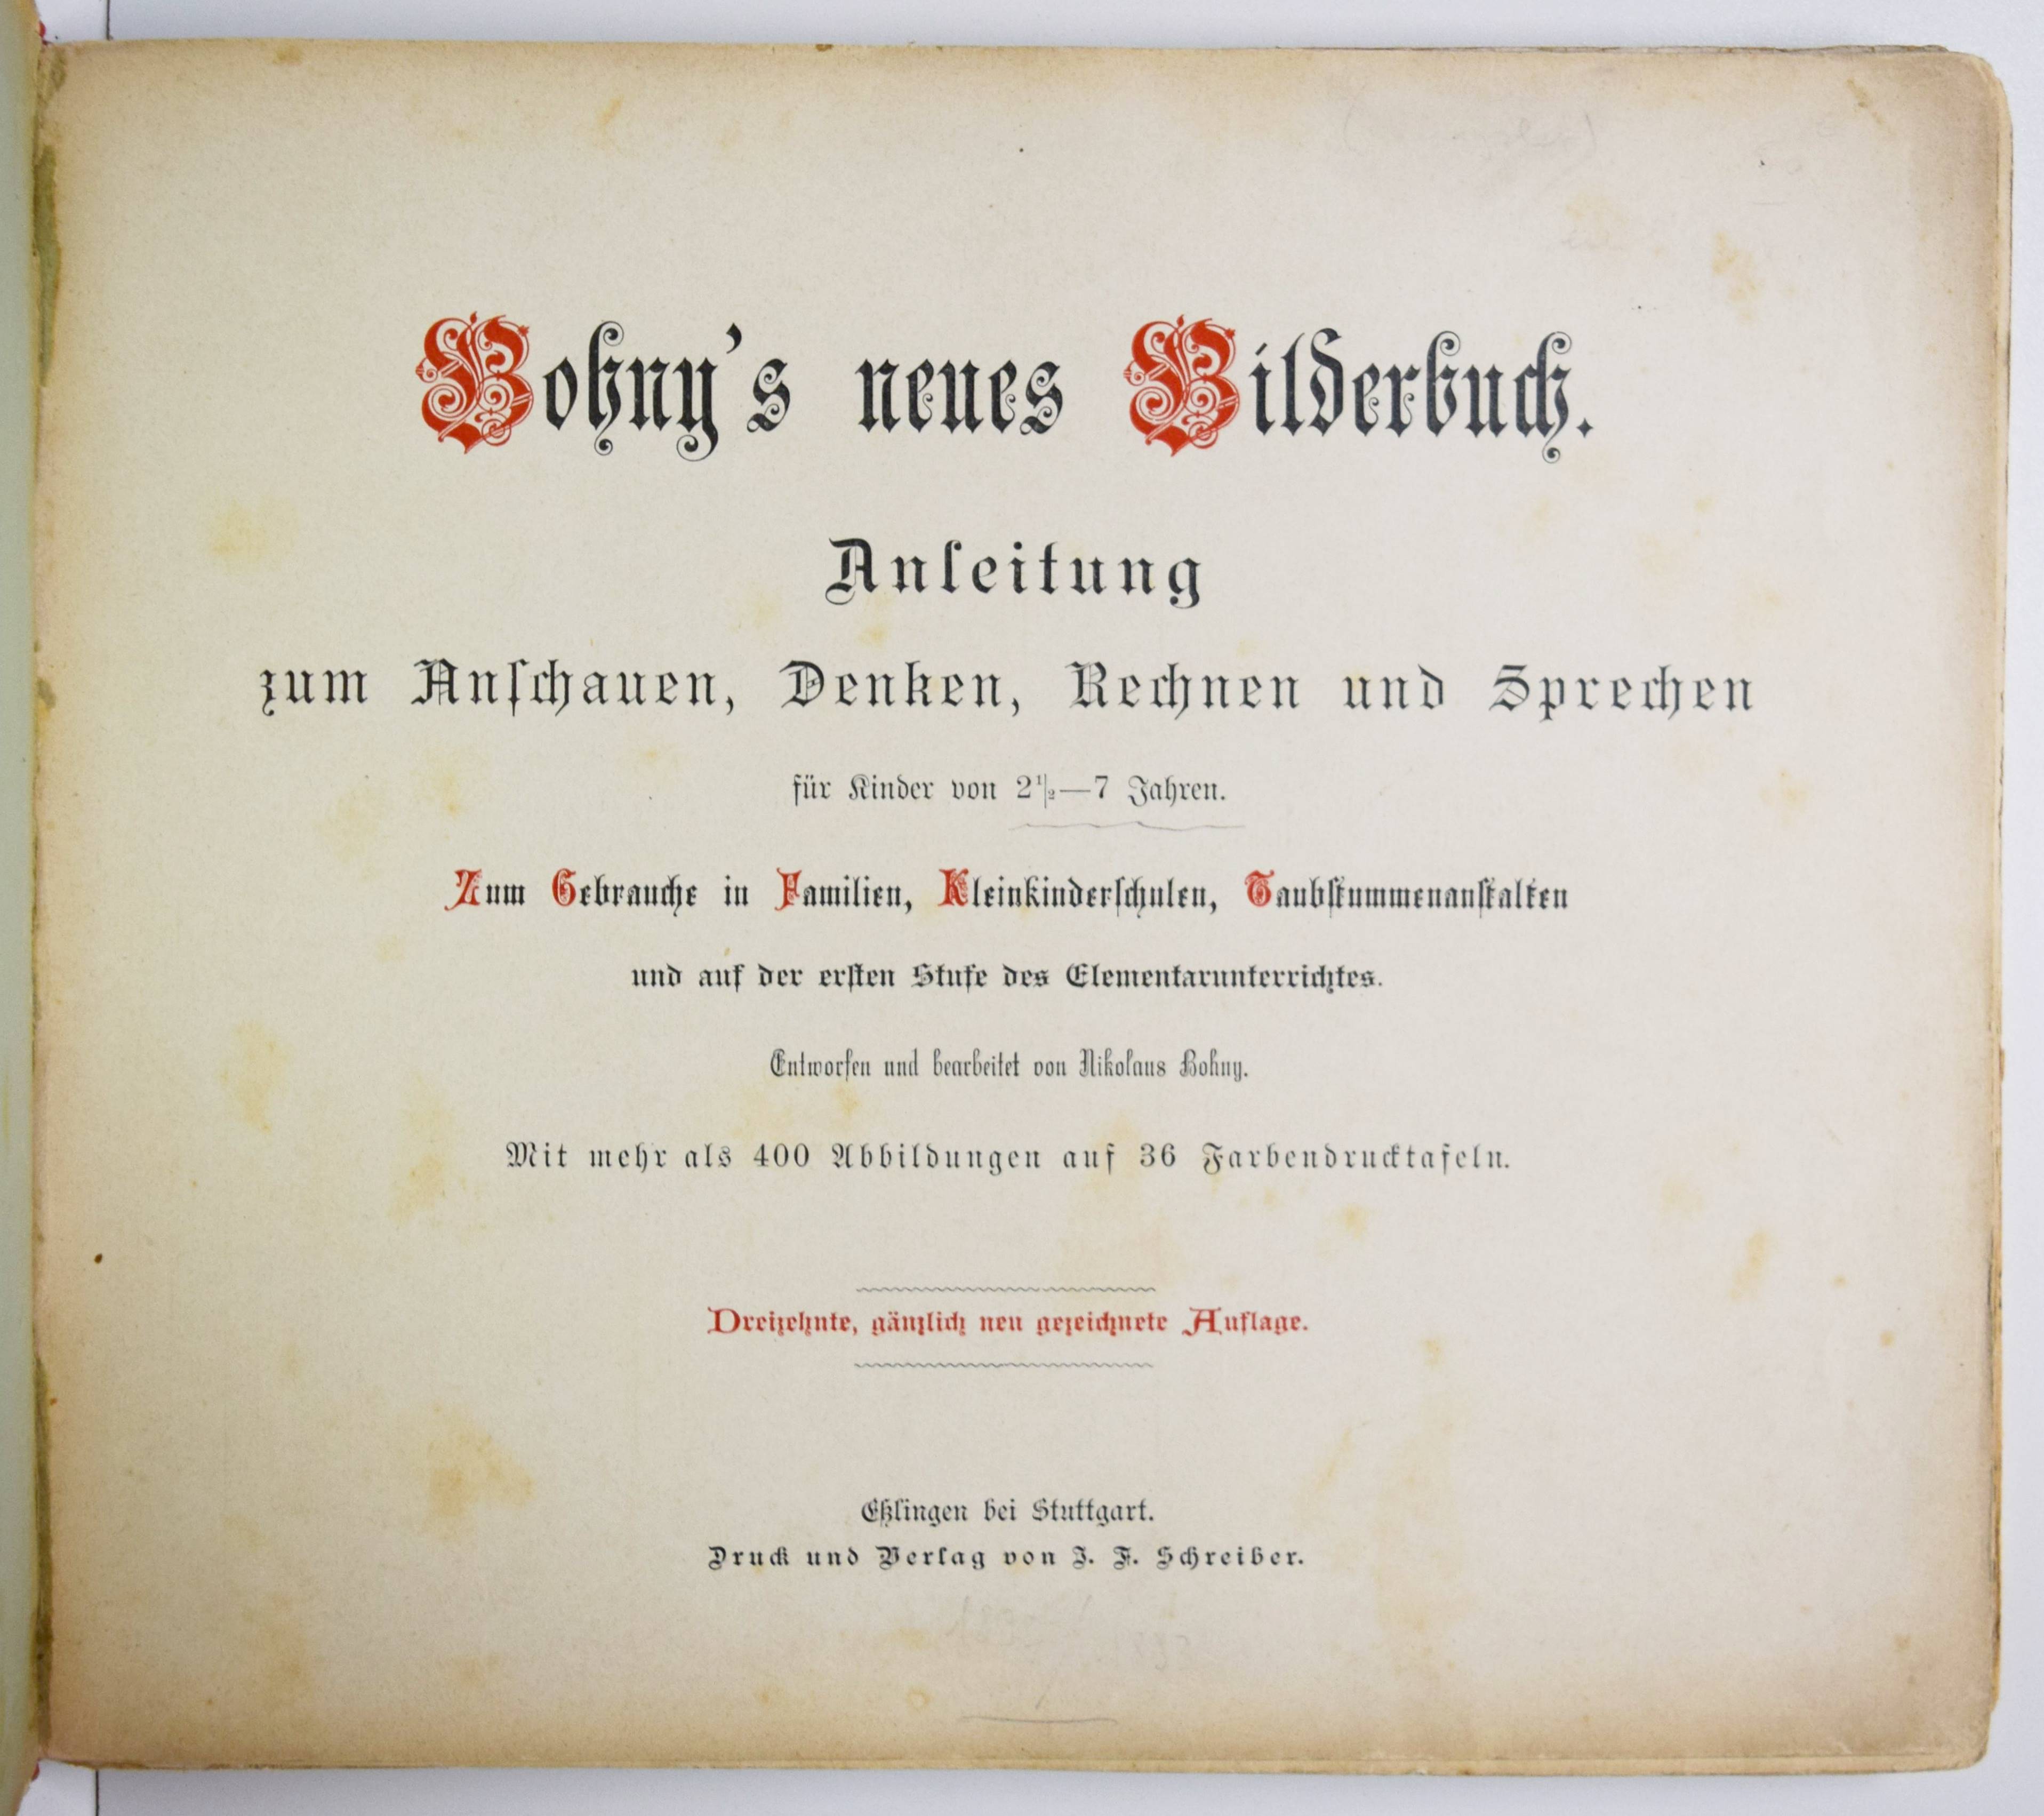 Bohny's neues Bilderbuch.
Anleitung
zum Anſchauen, Denken, Rechnen und Sprechen
für Kinder von 2½—7 Jahren.
Zum Gebrauche in Familien, Kleinkinderſchulen, Taubſtummenanſtalten
und auf der erſten Stufe des Elementarunterrichtes.
Entworfen und bearbeitet von Nikolaus Bohny.
Mit mehr als 400 Abbildungen auf 36 Farbendrucktafeln.
Dreizehnte, gänzlich neu gezeichnete Auflage.
Eßlingen bei Stuttgart.
Druck und Verlag von J. F. Schreiber.